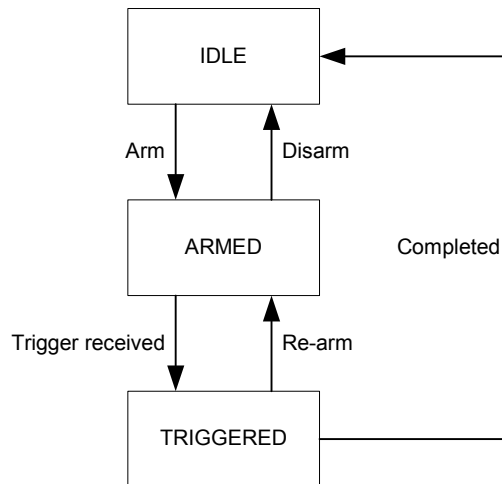 IDLE
Arm
Disarm
ARMED
Completed
Trigger received
Re-arm
TRIGGERED